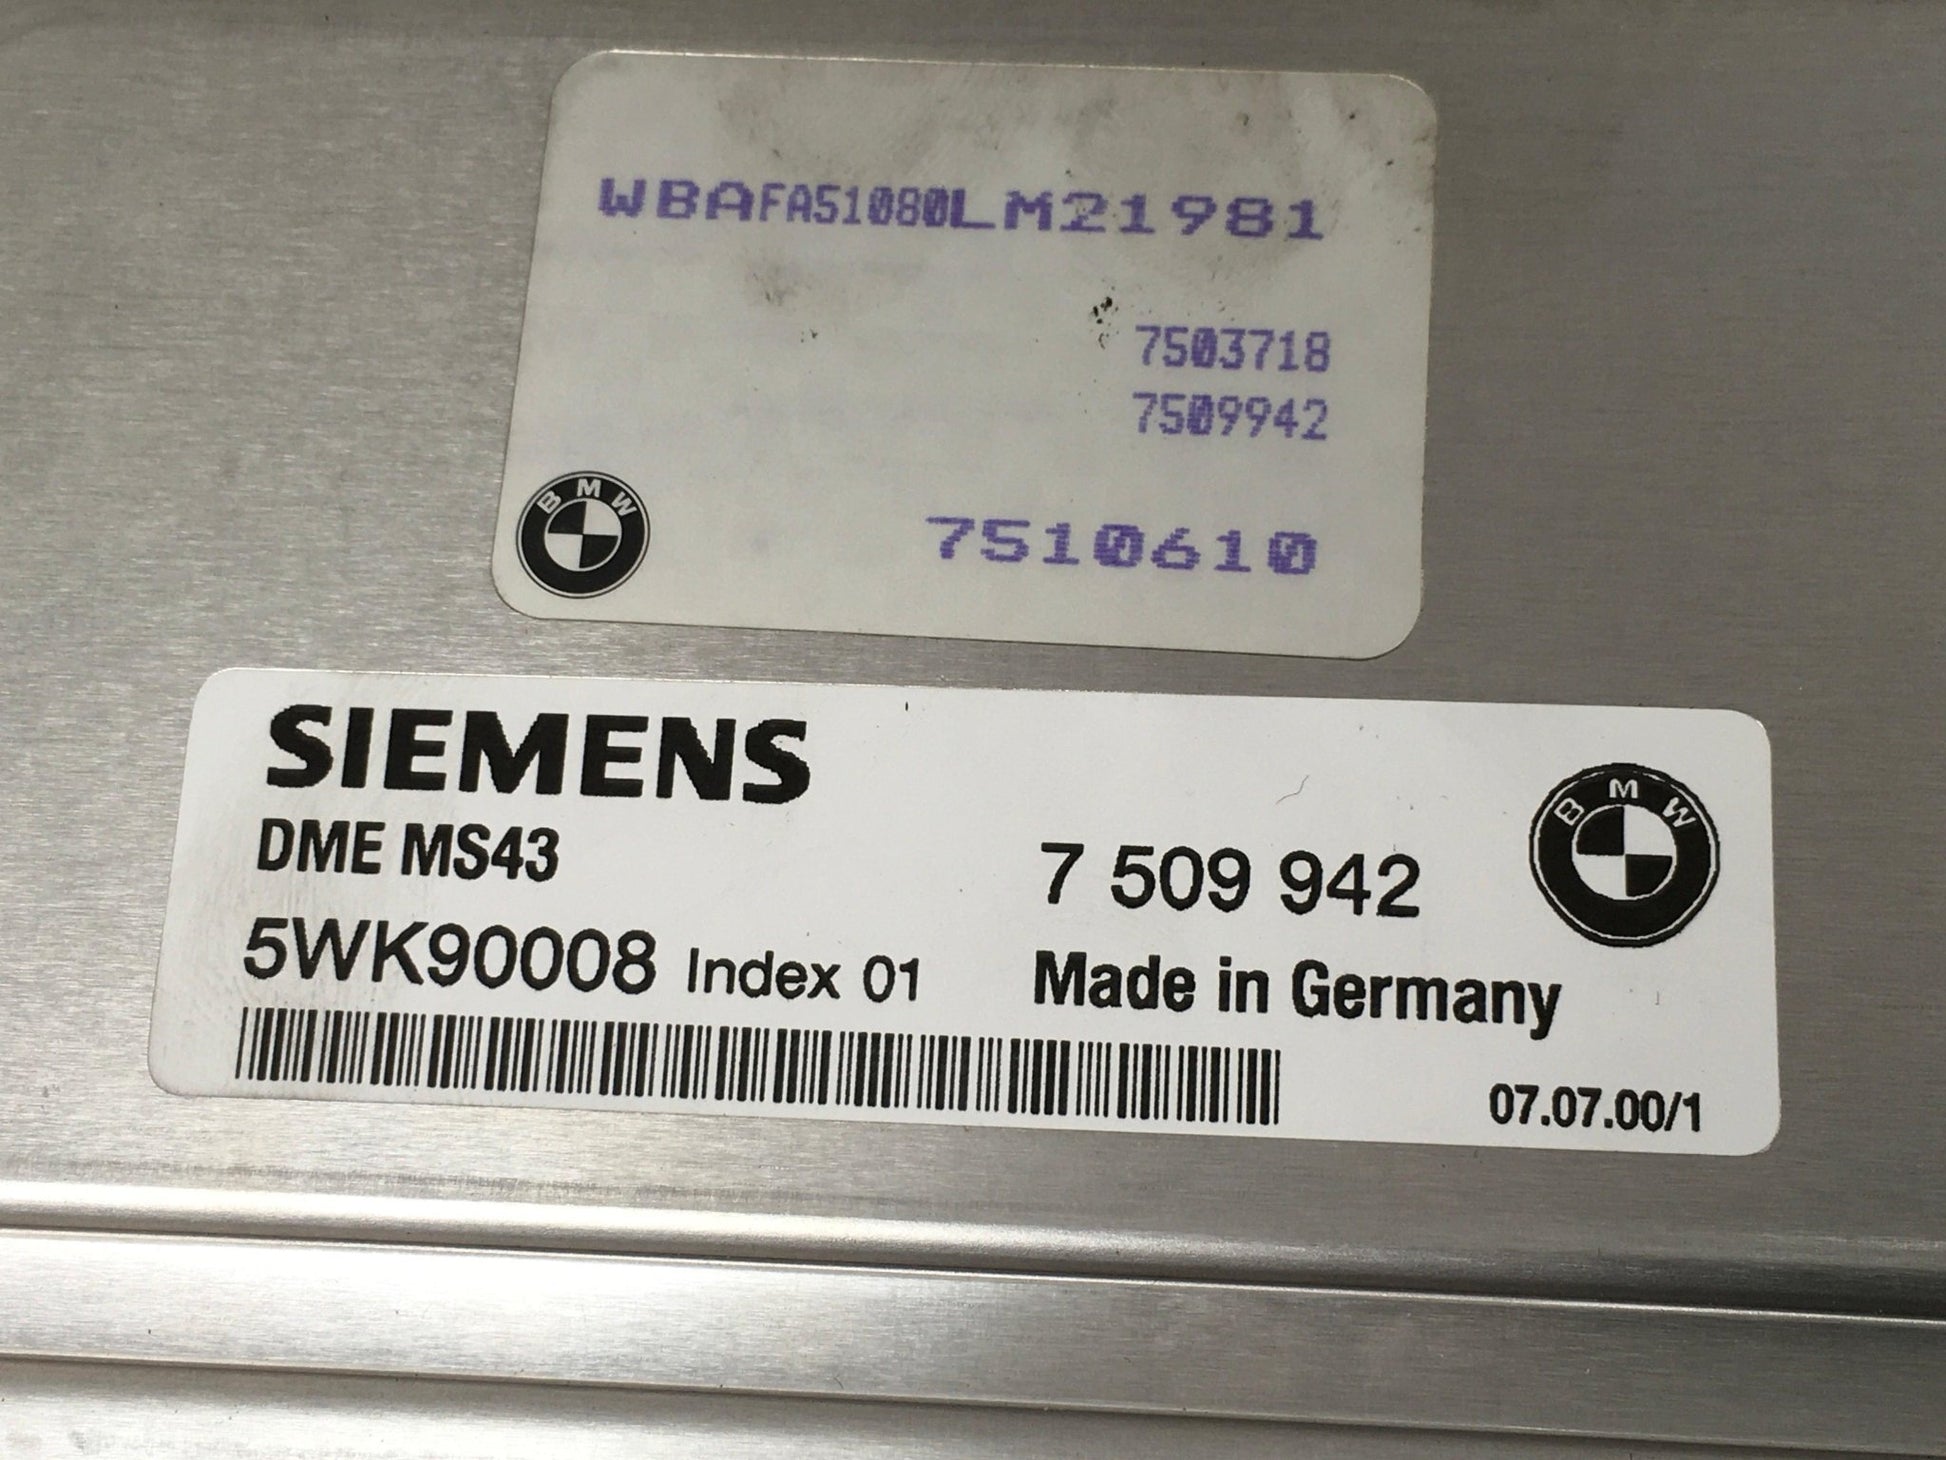 WBAFA51080LM21981
7503718
7509942
BMW
7510610
SIEMENS
DME MS43
7 509 942
BMW
5WK90008 Index 01
Made in Germany
07.07.00/1